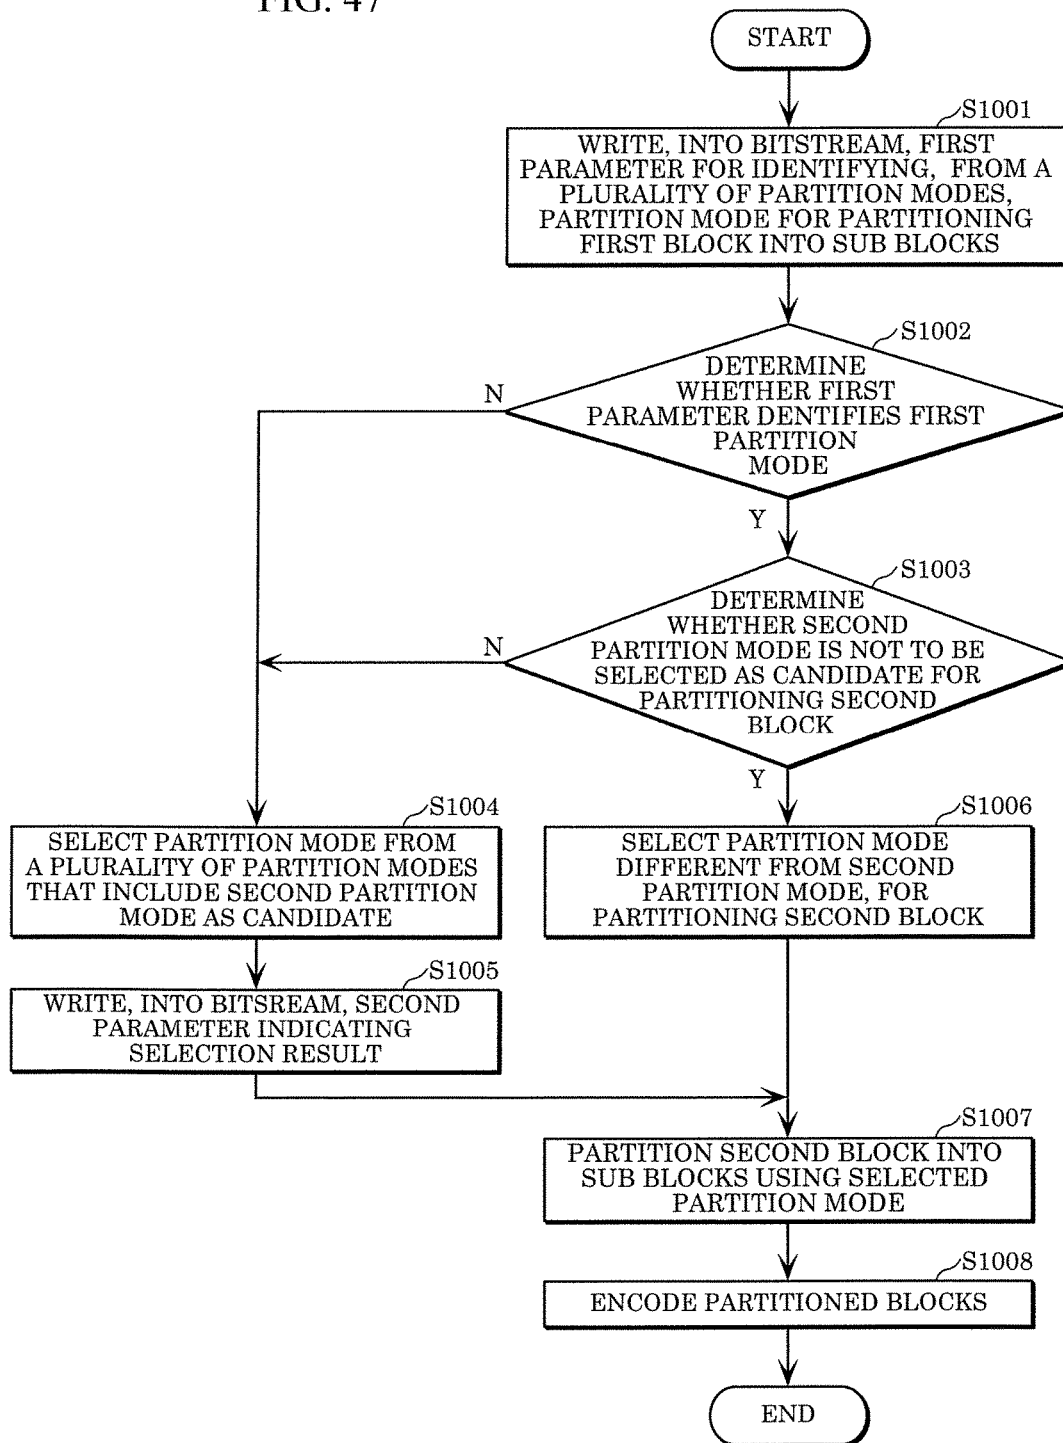 FIG. 47
START
S1001
WRITE, INTO BITSTREAM, FIRST
PARAMETER FOR IDENTIFYING, FROM A
PLURALITY OF PARTITION MODES,
PARTITION MODE FOR PARTITIONING
FIRST BLOCK INTO SUB BLOCKS
S1002
DETERMINE
WHETHER FIRST
PARAMETER DENTIFIES FIRST
PARTITION
MODE
N
Y
S1003
DETERMINE
WHETHER SECOND
PARTITION MODE IS NOT TO BE
SELECTED AS CANDIDATE FOR
PARTITIONING SECOND
BLOCK
N
Y
S1004
SELECT PARTITION MODE FROM
A PLURALITY OF PARTITION MODES
THAT INCLUDE SECOND PARTITION
MODE AS CANDIDATE
S1006
SELECT PARTITION MODE
DIFFERENT FROM SECOND
PARTITION MODE, FOR
PARTITIONING SECOND BLOCK
S1005
WRITE, INTO BITSREAM, SECOND
PARAMETER INDICATING
SELECTION RESULT
S1007
PARTITION SECOND BLOCK INTO
SUB BLOCKS USING SELECTED
PARTITION MODE
S1008
ENCODE PARTITIONED BLOCKS
END